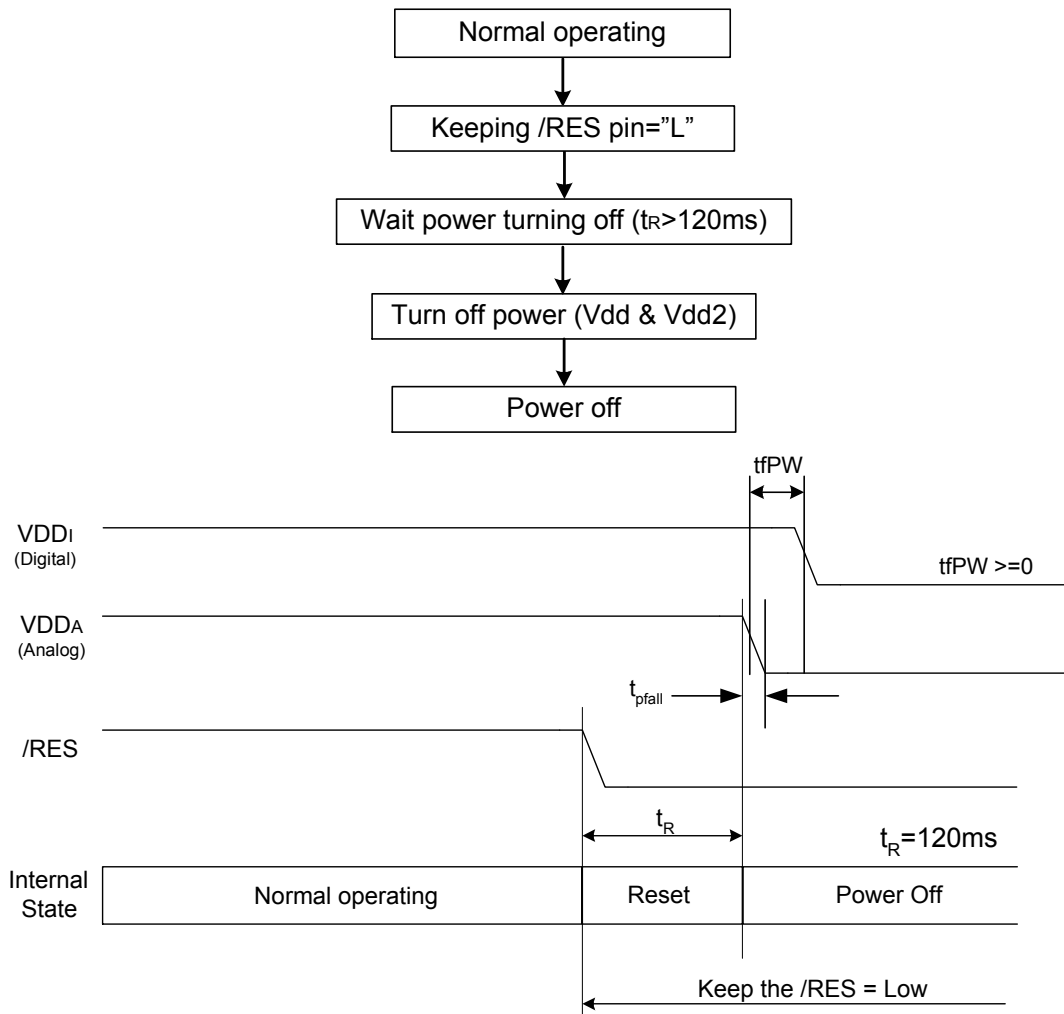 Normal operating
Keeping /RES pin=”L”
Wait power turning off (tR>120ms)
Turn off power (Vdd & Vdd2)
Power off
tfPW
VDDI
(Digital)
tfPW >=0
VDDA
(Analog)
tpfall
/RES
tR
tR=120ms
Internal
State
Normal operating
Reset
Power Off
Keep the /RES = Low